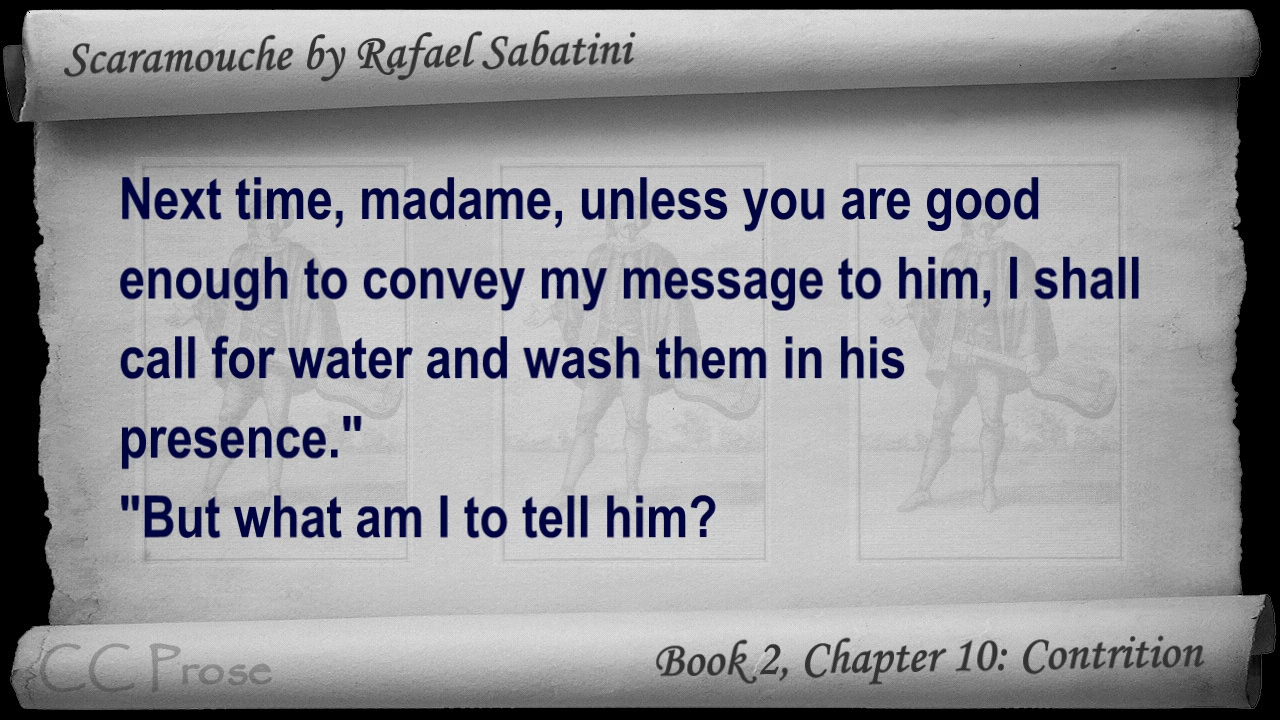 Scaramouche by Rafael Sabatini
Next time, madame, unless you are good
enough to convey my message to him, I shall
call for water and wash them in his
presence."
"But what am I to tell him?
CC Prose
Book 2, Chapter 10: Contrition